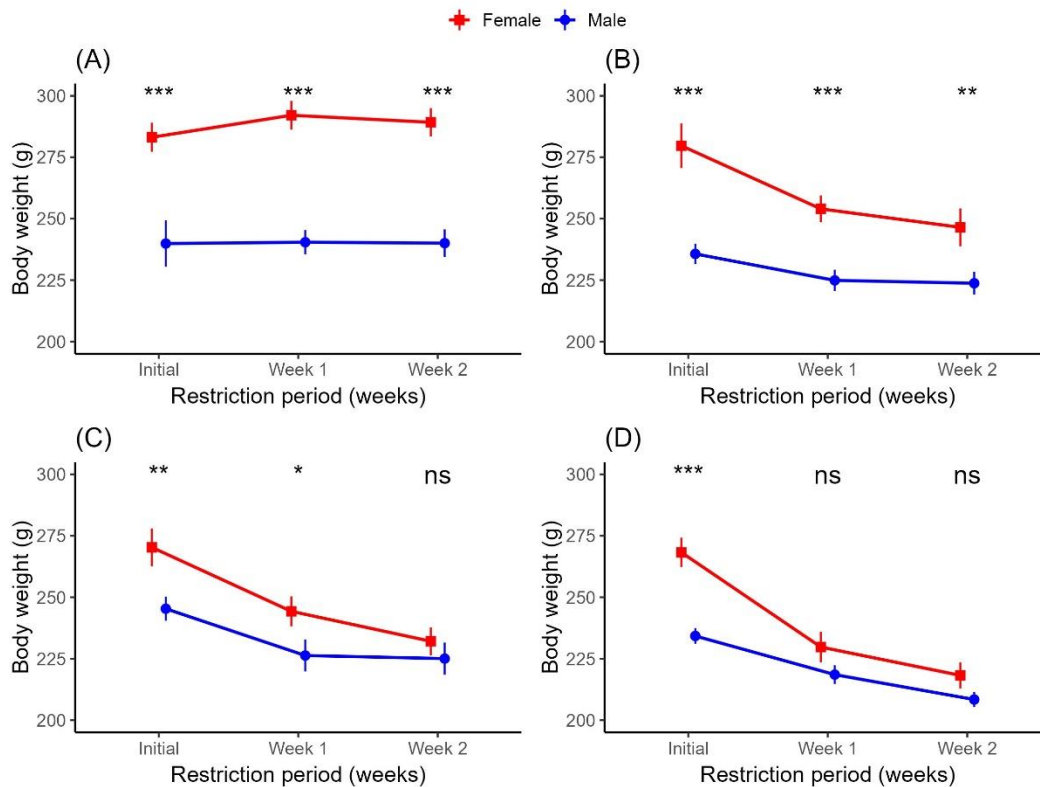 Female Male
(A)
*** *** ***
300
275
250
225
200
Body weight (g)
Initial Week 1 Week 2
Restriction period (weeks)
(B)
*** *** **
300
275
250
225
200
Body weight (g)
Initial Week 1 Week 2
Restriction period (weeks)
(C)
** * ns
300
275
250
225
200
Body weight (g)
Initial Week 1 Week 2
Restriction period (weeks)
(D)
*** ns ns
300
275
250
225
200
Body weight (g)
Initial Week 1 Week 2
Restriction period (weeks)